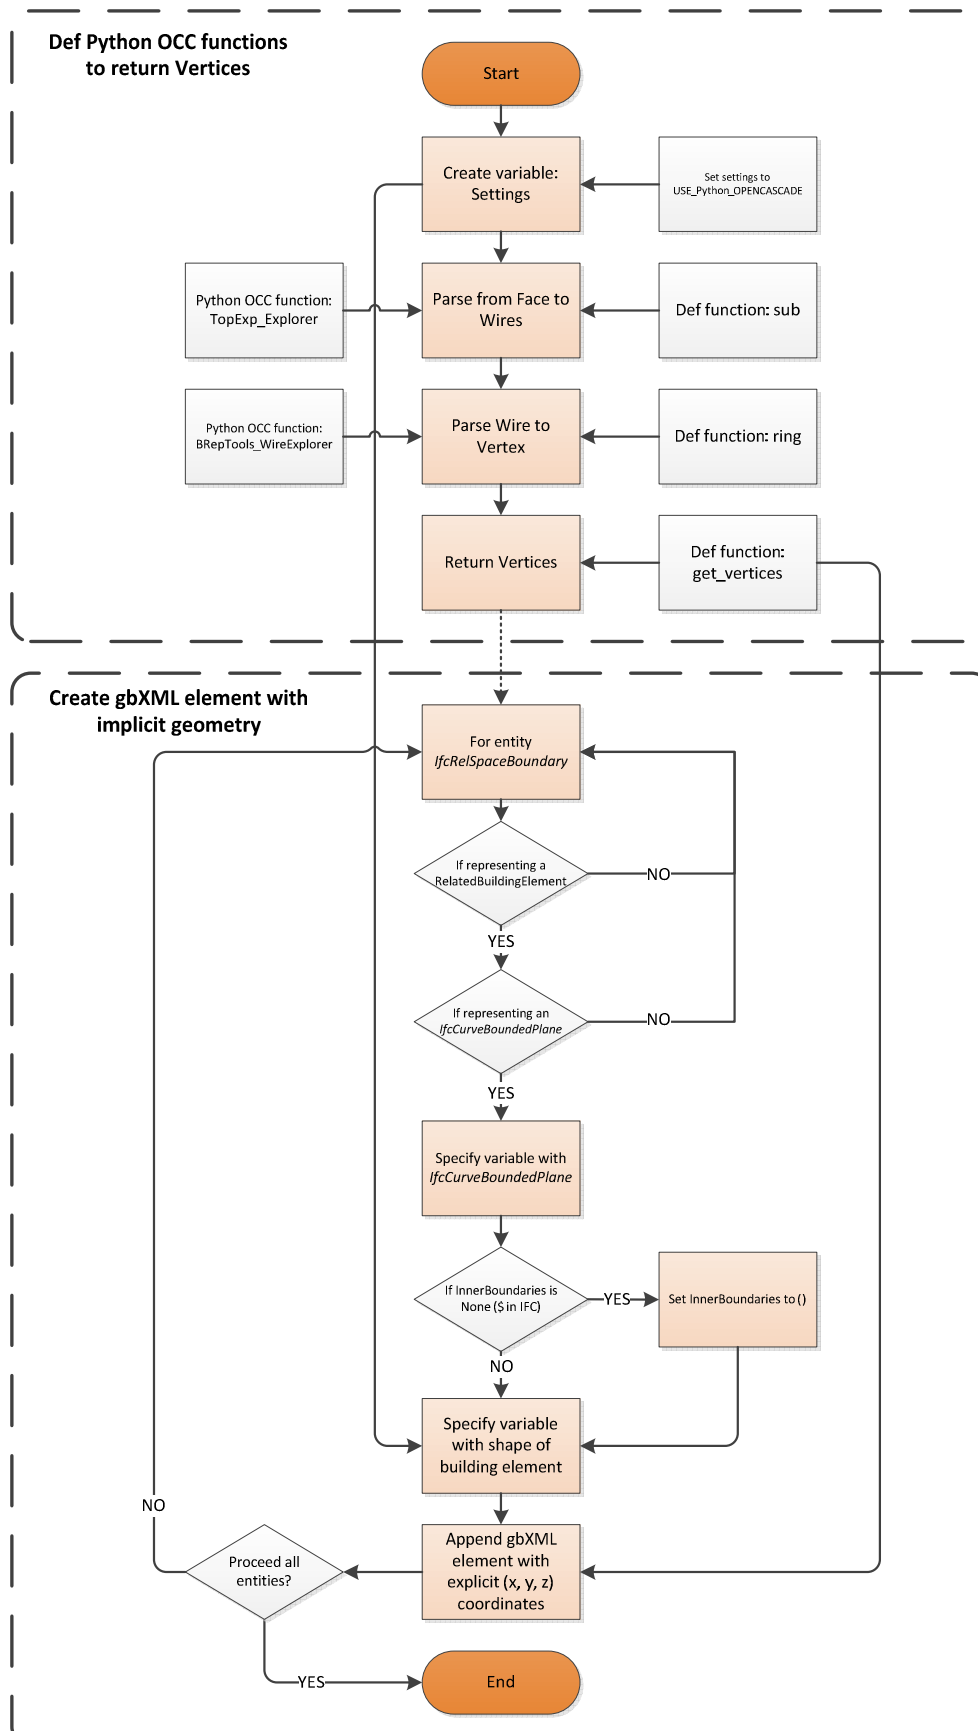 Def Python OCC functions
to return Vertices
Start
Create variable:
Settings
Set settings to
USE_Python_OPENCASCADE
Python OCC function:
TopExp_Explorer
Parse from Face to
Wires
Def function: sub
Python OCC function:
BRepTools_WireExplorer
Parse Wire to
Vertex
Def function: ring
Return Vertices
Def function:
get_vertices
Create gbXML element with
implicit geometry
For entity
IfcRelSpaceBoundary
If representing a
RelatedBuildingElement
NO
YES
If representing an
IfcCurveBoundedPlane
NO
YES
Specify variable with
IfcCurveBoundedPlane
If InnerBoundaries is
None ($ in IFC)
YES
Set InnerBoundaries to ()
NO
Specify variable
with shape of
building element
NO
Proceed all
entities?
Append gbXML
element with
explicit (x, y, z)
coordinates
YES
End